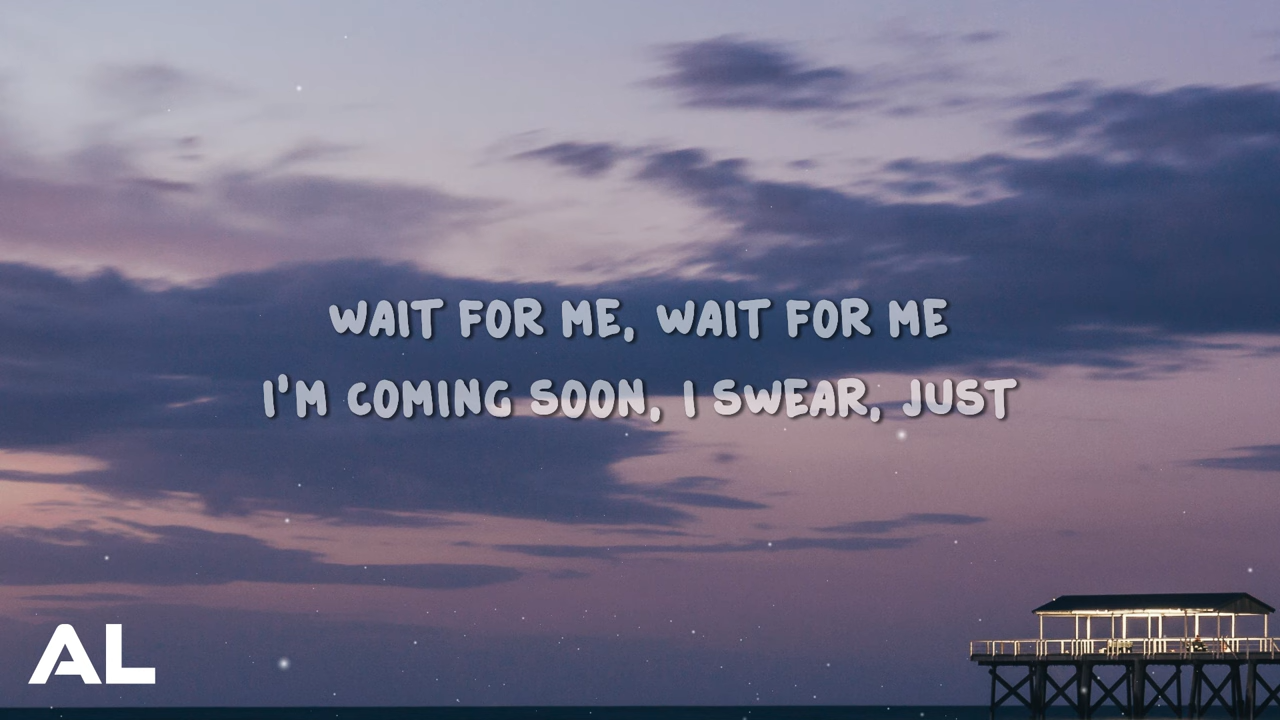 WAIT FOR ME, WAIT FOR ME
I'M COMING SOON, I SWEAR, JUST
AL